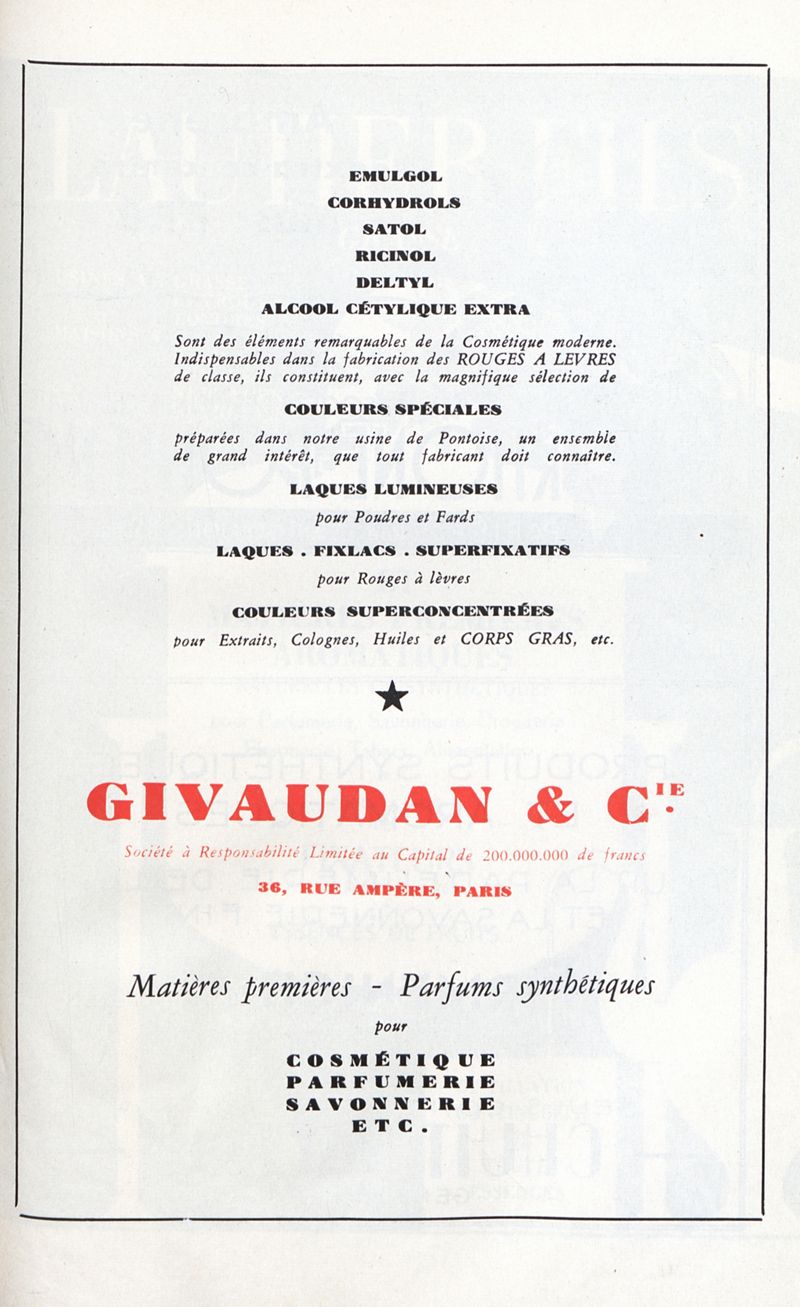 EMULGOL
CORHYDROLS
SATOL
RICINOL
DELTYL
ALCOOL CÉTYLIQUE EXTRA
Sont des éléments remarquables de la Cosmétique moderne.
Indispensables dans la fabrication des ROUGES A LEVRES
de classe, ils constituent, avec la magnifique sélection de
COULEURS SPÉCIALES
préparées dans notre usine de Pontoise, un ensemble
de grand intérêt, que tout fabricant doit connaître.
LAQUES LUMINEUSES
pour Poudres et Fards
LAQUES . FIXLACS . SUPERFIXATIFS
pour Rouges à lèvres
COULEURS SUPERCONCENTRÉES
pour Extraits, Colognes, Huiles et CORPS GRAS, etc.
★
GIVAUDAN & CIE.
Société à Responsabilité Limitée au Capital de 200.000.000 de francs
36, RUE AMPÈRE, PARIS
Matières premières - Parfums synthétiques
pour
COSMÉTIQUE
PARFUMERIE
SAVONNERIE
ETC.